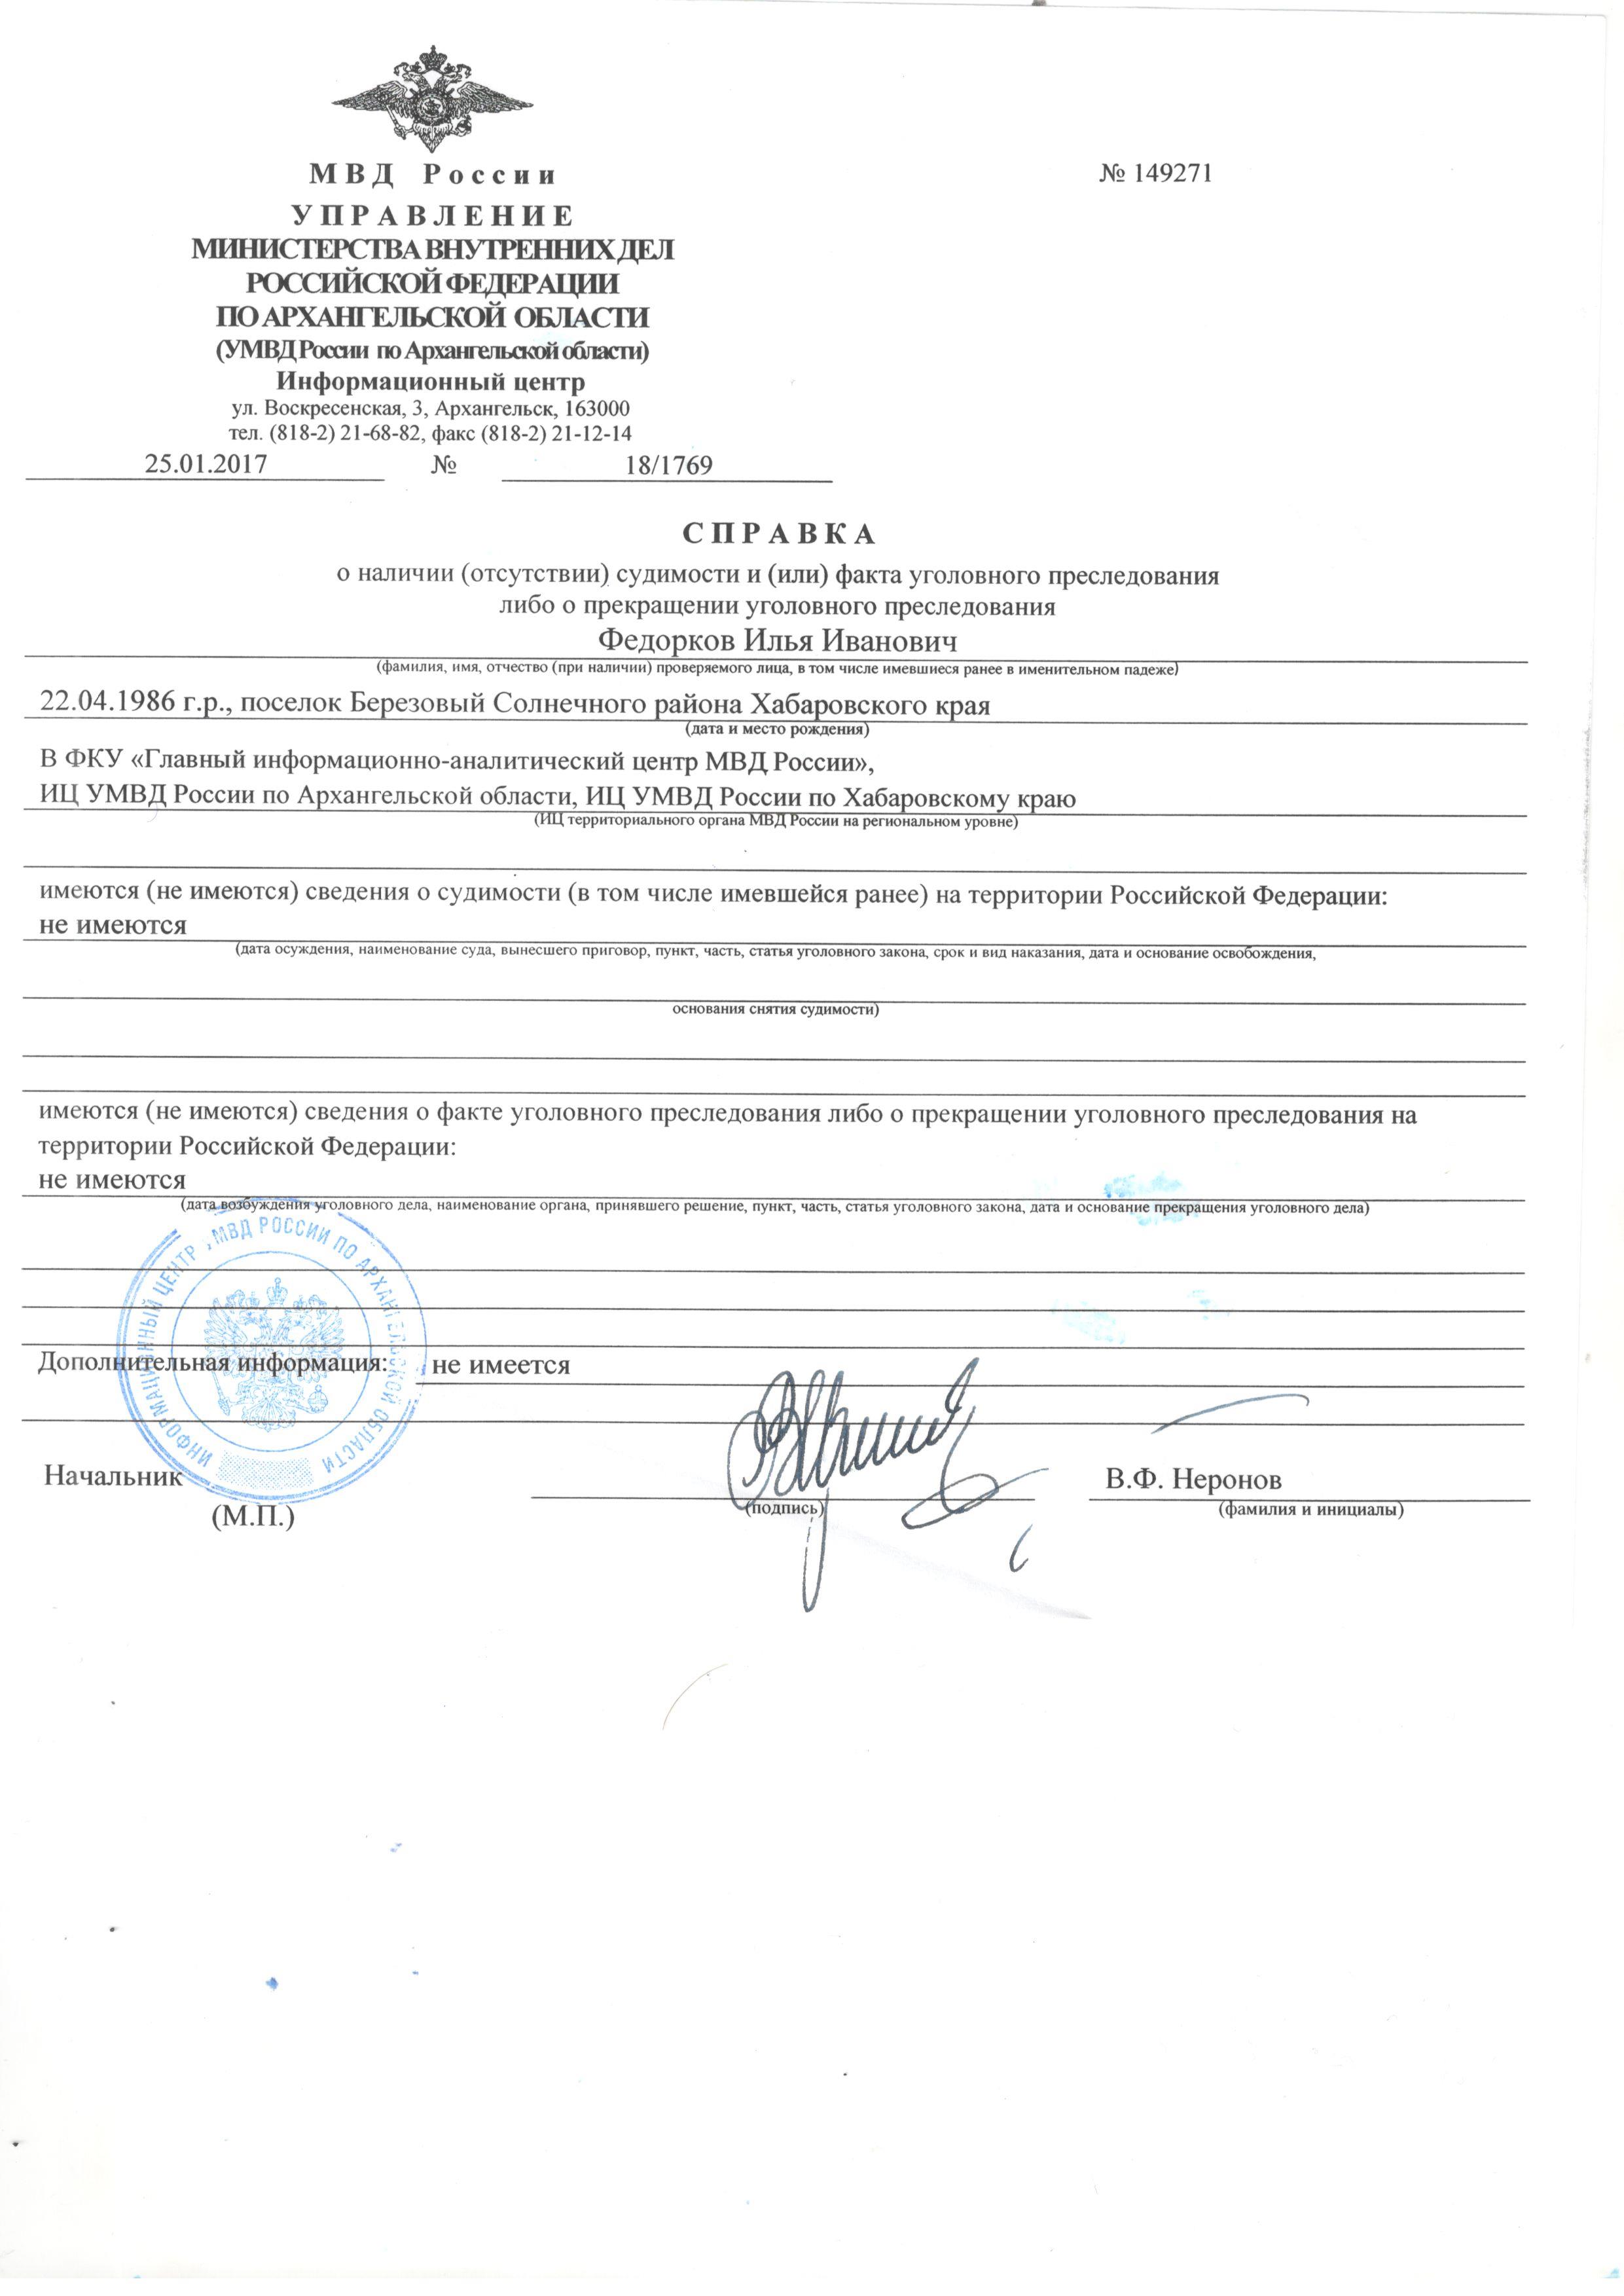 МВД России
№ 149271
УПРАВЛЕНИЕ
МИНИСТЕРСТВА ВНУТРЕННИХ ДЕЛ
РОССИЙСКОЙ ФЕДЕРАЦИИ
ПО АРХАНГЕЛЬСКОЙ ОБЛАСТИ
(УМВД России по Архангельской области)
Информационный центр
ул. Воскресенская, 3, Архангельск, 163000
тел. (818-2) 21-68-82, факс (818-2) 21-12-14
25.01.2017 № 18/1769
СПРАВКА
о наличии (отсутствии) судимости и (или) факта уголовного преследования
либо о прекращении уголовного преследования
Федорков Илья Иванович
(фамилия, имя, отчество (при наличии) проверяемого лица, в том числе имевшиеся ранее в именительном падеже)
22.04.1986 г.р., поселок Березовый Солнечного района Хабаровского края
(дата и место рождения)
В ФКУ «Главный информационно-аналитический центр МВД России»,
ИЦ УМВД России по Архангельской области, ИЦ УМВД России по Хабаровскому краю
(ИЦ территориального органа МВД России на региональном уровне)
имеются (не имеются) сведения о судимости (в том числе имевшейся ранее) на территории Российской Федерации:
не имеются
(дата осуждения, наименование суда, вынесшего приговор, пункт, часть, статья уголовного закона, срок и вид наказания, дата и основание освобождения,
основания снятия судимости)
имеются (не имеются) сведения о факте уголовного преследования либо о прекращении уголовного преследования на
территории Российской Федерации:
не имеются
(дата возбуждения уголовного дела, наименование органа, принявшего решение, пункт, часть, статья уголовного закона, дата и основание прекращения уголовного дела)
ИНФОРМАЦИОННЫЙ ЦЕНТР УМВД РОССИИ ПО АРХАНГЕЛЬСКОЙ ОБЛАСТИ
Дополнительная информация: не имеется
Начальник
В.Ф. Неронов
(подпись)
(фамилия и инициалы)
(М.П.)